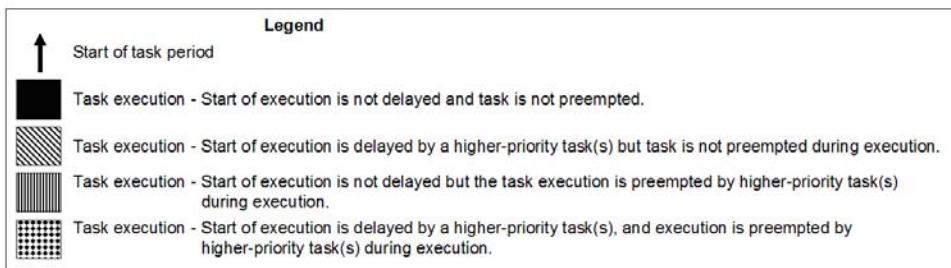 Legend
Start of task period
Task execution - Start of execution is not delayed and task is not preempted.
Task execution - Start of execution is delayed by a higher-priority task(s) but task is not preempted during execution.
Task execution - Start of execution is not delayed but the task execution is preempted by higher-priority task(s)
during execution.
Task execution - Start of execution is delayed by a higher-priority task(s), and execution is preempted by
higher-priority task(s) during execution.